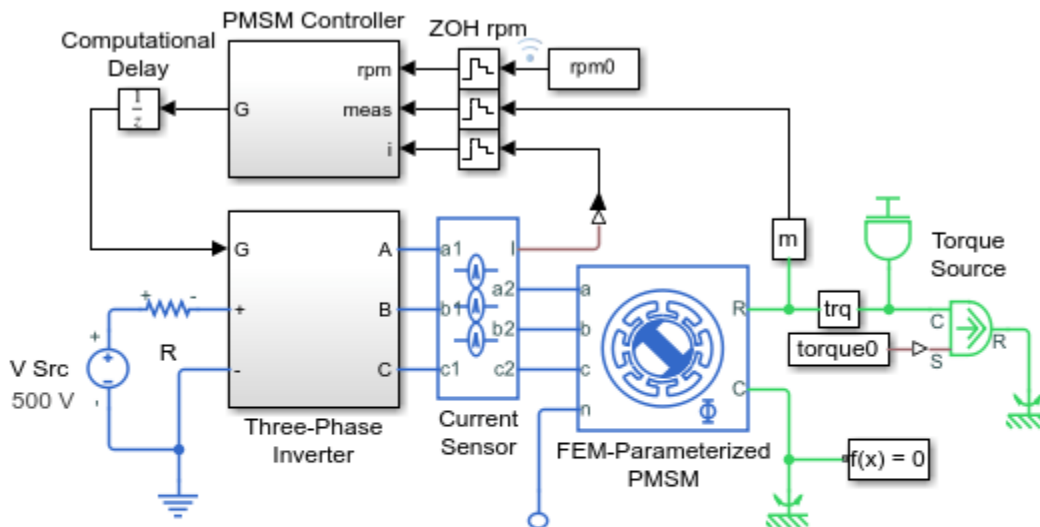 PMSM Controller
ZOH rpm
Computational
Delay
rpm
rpm0
1
z
G
meas
i
G
A
a1
I
m
Torque
Source
a2
a
R
trq
C
+
B
b1
b2
b
torque0
S
R
R
V Src
500 V
+
-
+
-
-
C
c1
c2
c
C
n
Φ
Three-Phase
Inverter
Current
Sensor
FEM-Parameterized
PMSM
f(x) = 0